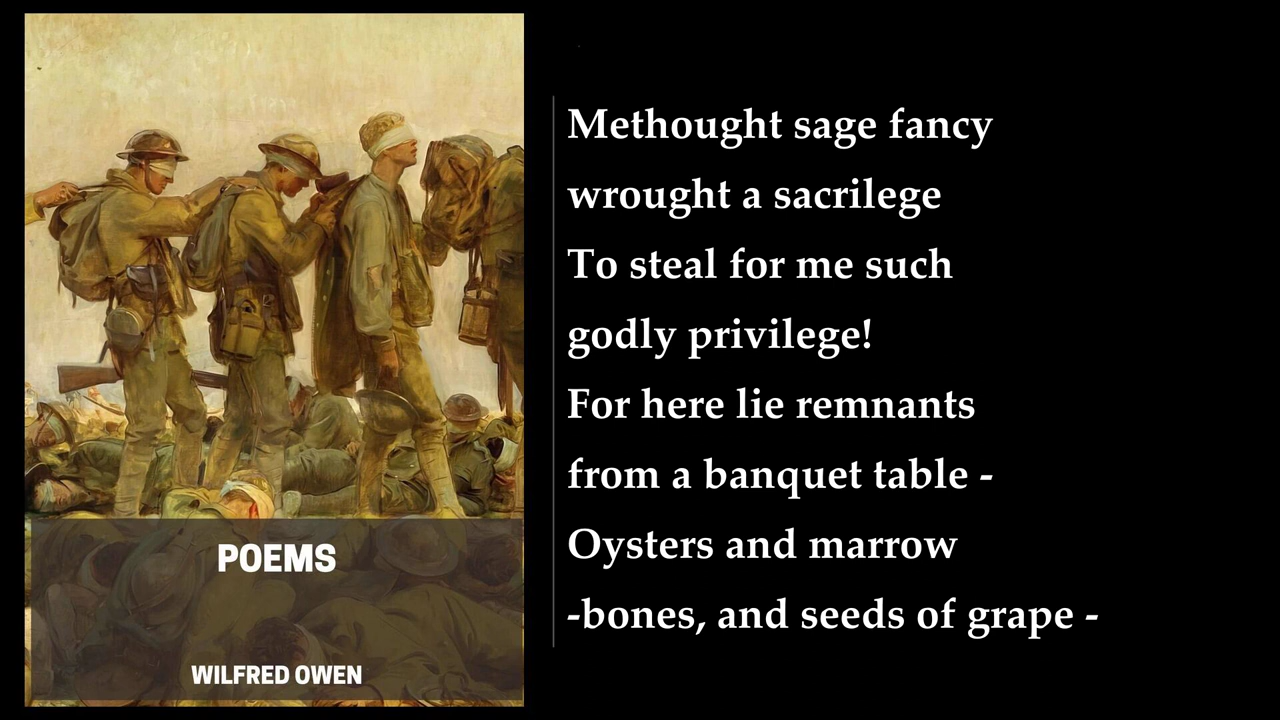 POEMS
WILFRED OWEN
Methought sage fancy
wrought a sacrilege
To steal for me such
godly privilege!
For here lie remnants
from a banquet table -
Oysters and marrow
-bones, and seeds of grape -